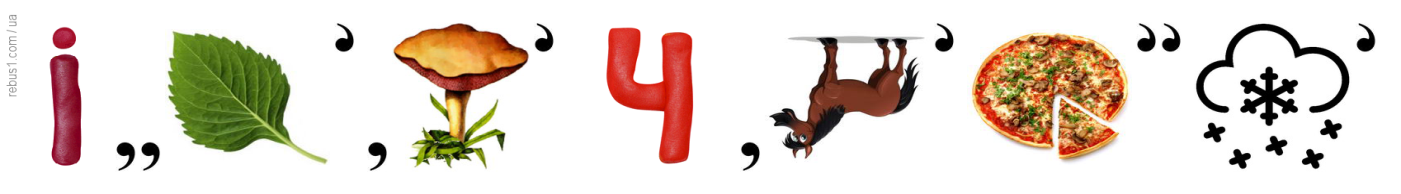 rebus1.com / ua
i ,, ’ , ’ ч , ’ ’’ ’